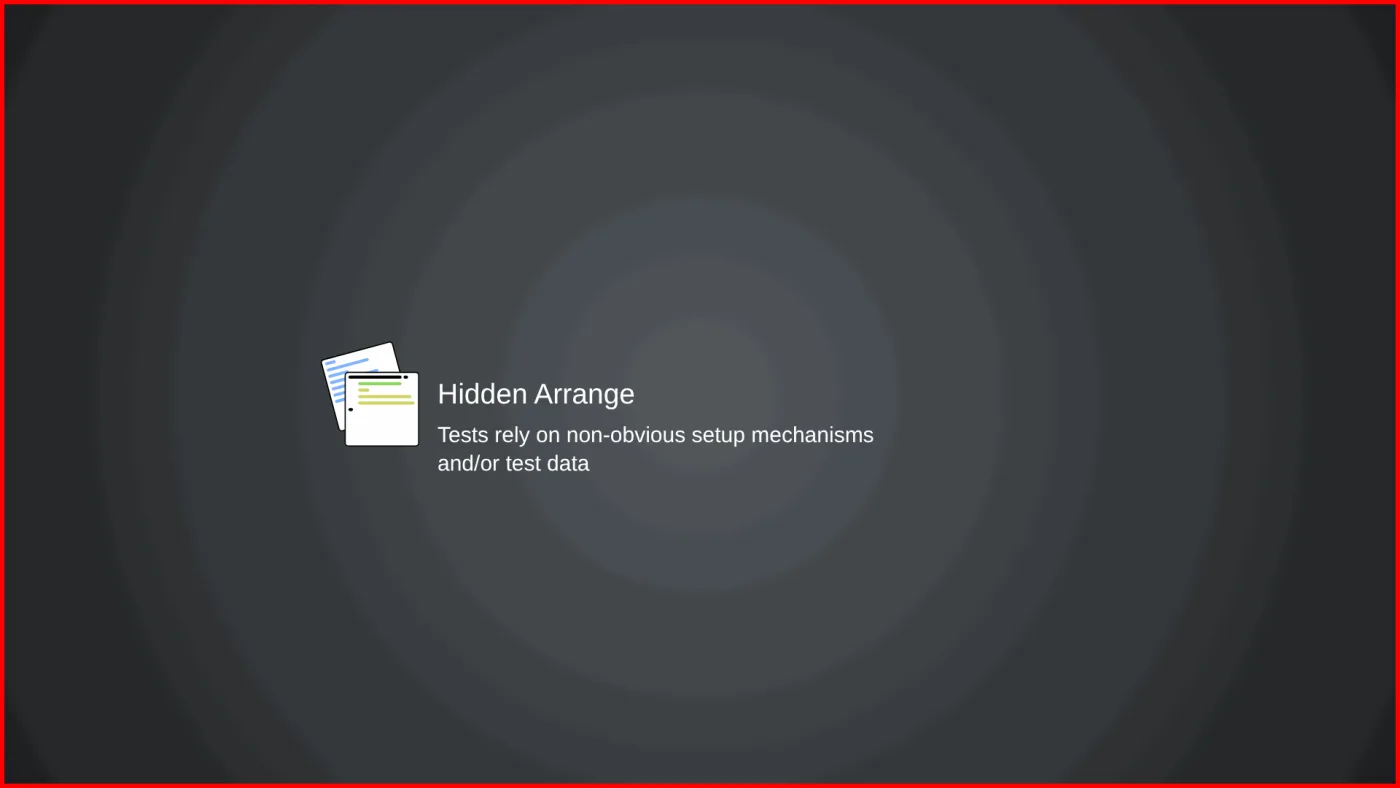 Hidden Arrange
Tests rely on non-obvious setup mechanisms
and/or test data